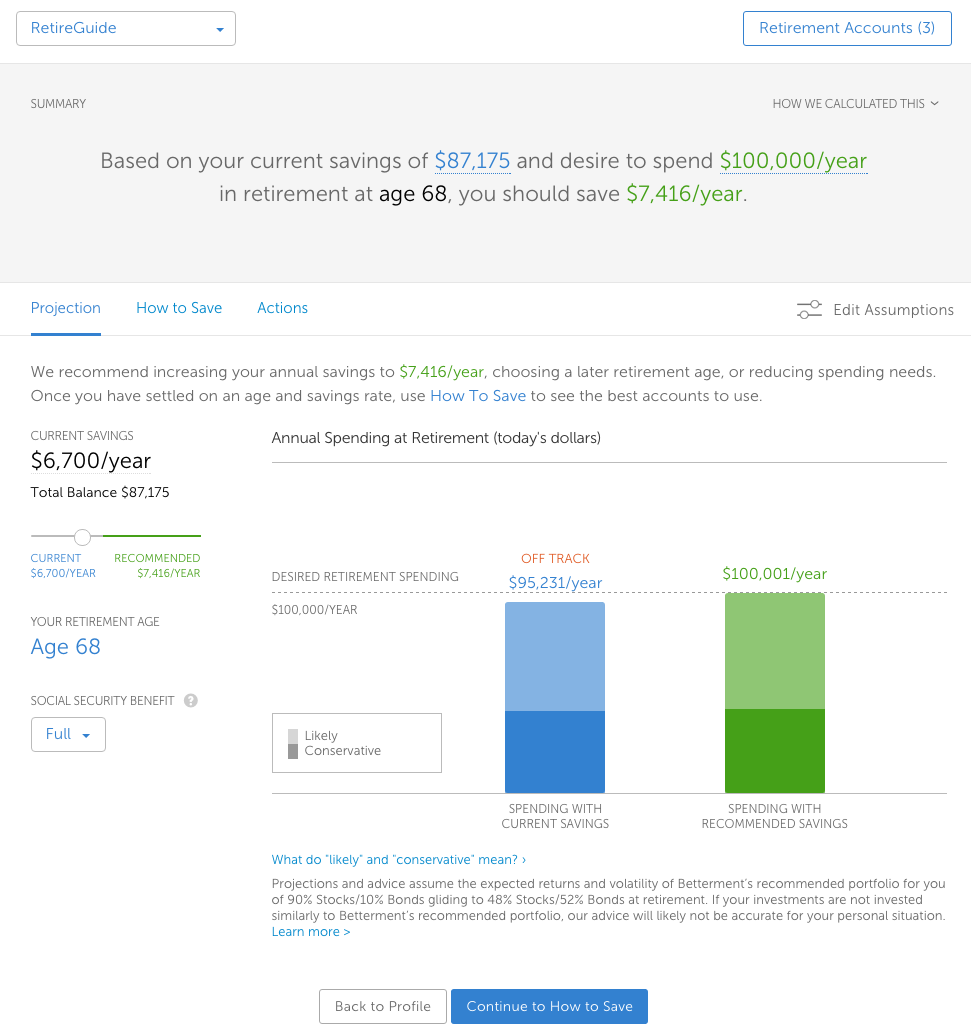 RetireGuide
Retirement Accounts (3)
SUMMARY
HOW WE CALCULATED THIS
Based on your current savings of $87,175 and desire to spend $100,000/year
in retirement at age 68, you should save $7,416/year.
Projection
How to Save
Actions
Edit Assumptions
We recommend increasing your annual savings to $7,416/year, choosing a later retirement age, or reducing spending needs.
Once you have settled on an age and savings rate, use How To Save to see the best accounts to use.
CURRENT SAVINGS
$6,700/year
Total Balance $87,175
CURRENT
$6,700/YEAR
RECOMMENDED
$7,416/YEAR
YOUR RETIREMENT AGE
Age 68
SOCIAL SECURITY BENEFIT ?
Full
Annual Spending at Retirement (today's dollars)
OFF TRACK
DESIRED RETIREMENT SPENDING
$95,231/year
$100,001/year
$100,000/YEAR
Likely
Conservative
SPENDING WITH
CURRENT SAVINGS
SPENDING WITH
RECOMMENDED SAVINGS
What do "likely" and "conservative" mean? ›
Projections and advice assume the expected returns and volatility of Betterment's recommended portfolio for you
of 90% Stocks/10% Bonds gliding to 48% Stocks/52% Bonds at retirement. If your investments are not invested
similarly to Betterment's recommended portfolio, our advice will likely not be accurate for your personal situation.
Learn more >
Back to Profile
Continue to How to Save